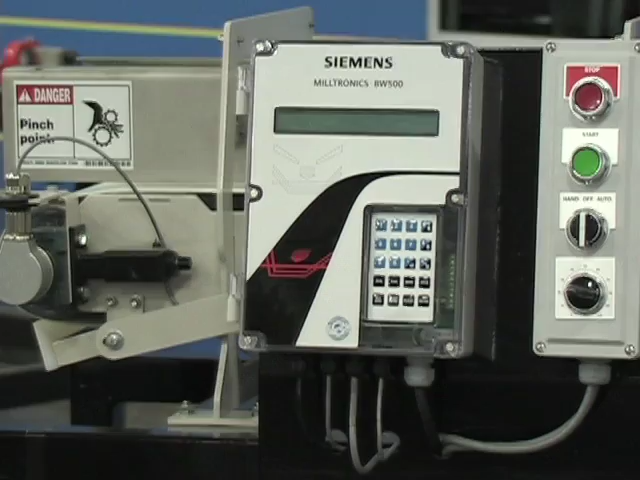 SIEMENS
MILLTRONICS BW500
DANGER
Pinch
point.
STOP
START
HAND OFF AUTO